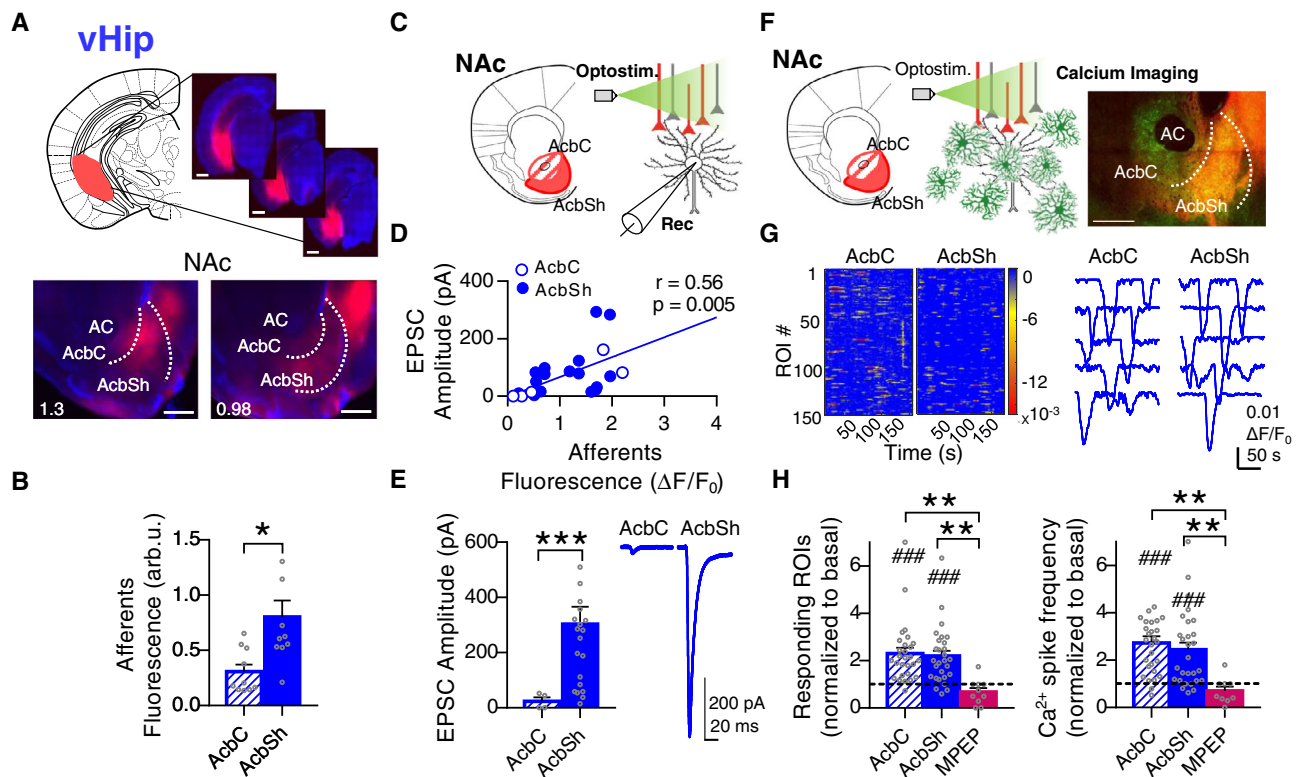 A
vHip
NAc
AC
AcbC
AcbSh
1.3
AC
AcbC
AcbSh
0.98
B
Afferents
Fluorescence (arb.u.)
1.5
1.0
0.5
0.0
*
AcbC
AcbSh
C
NAc
Optostim.
AcbC
AcbSh
Rec
D
EPSC
Amplitude (pA)
400
200
0
AcbC
AcbSh
r = 0.56
p = 0.005
0 1 2 3 4
Afferents
Fluorescence (ΔF/F0)
E
EPSC Amplitude (pA)
600
400
200
0
***
AcbC
AcbSh
AcbC AcbSh
200 pA
20 ms
F
NAc
Optostim.
Calcium Imaging
AcbC
AcbSh
AC
AcbC
AcbSh
G
AcbC AcbSh
ROI #
1
50
100
150
50 100 150
50 100 150
Time (s)
0
-6
-12
x10-3
AcbC AcbSh
0.01
ΔF/F0
50 s
H
Responding ROIs
(normalized to basal)
6
4
2
0
**
**
###
###
AcbC
AcbSh
MPEP
Ca2+ spike frequency
(normalized to basal)
6
4
2
0
**
**
###
###
AcbC
AcbSh
MPEP